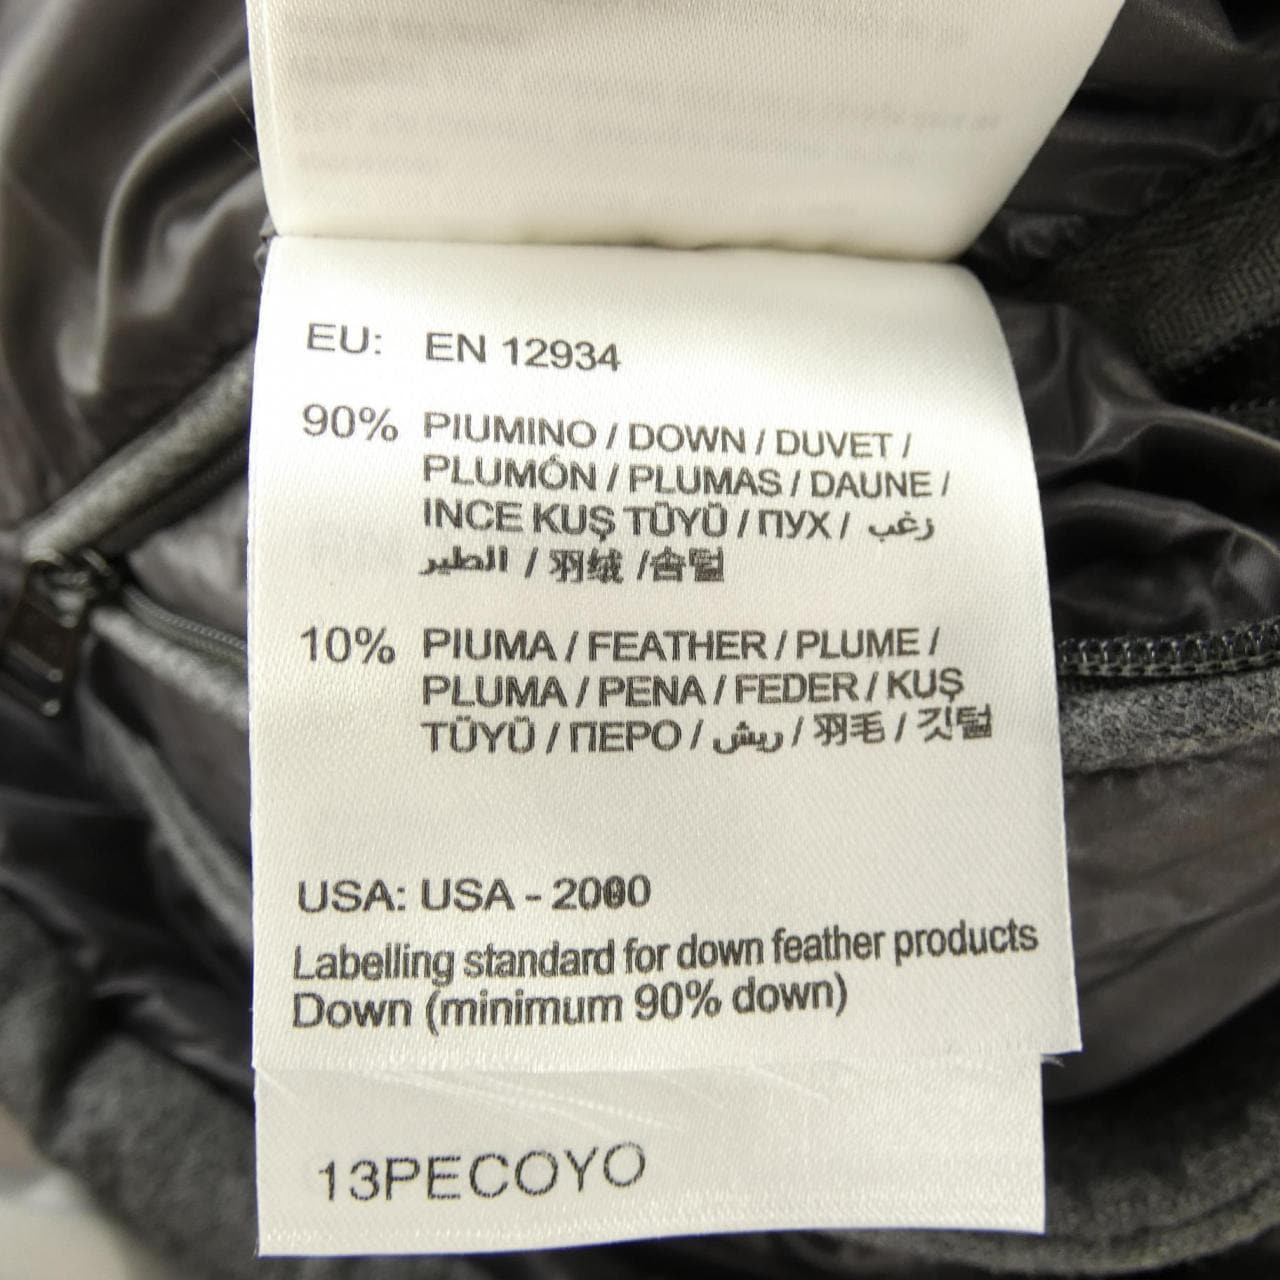 EU: EN 12934
90% PIUMINO / DOWN / DUVET /
PLUMÓN / PLUMAS / DAUNE /
INCE KUŞ TÜYÜ / ПУХ / زغب
الطير / 羽绒 /솜털
10% PIUMA / FEATHER / PLUME /
PLUMA / PENA / FEDER / KUŞ
TÜYÜ / ПЕРО / ريش / 羽毛 / 깃털
USA: USA - 2000
Labelling standard for down feather products
Down (minimum 90% down)
13PECOYO